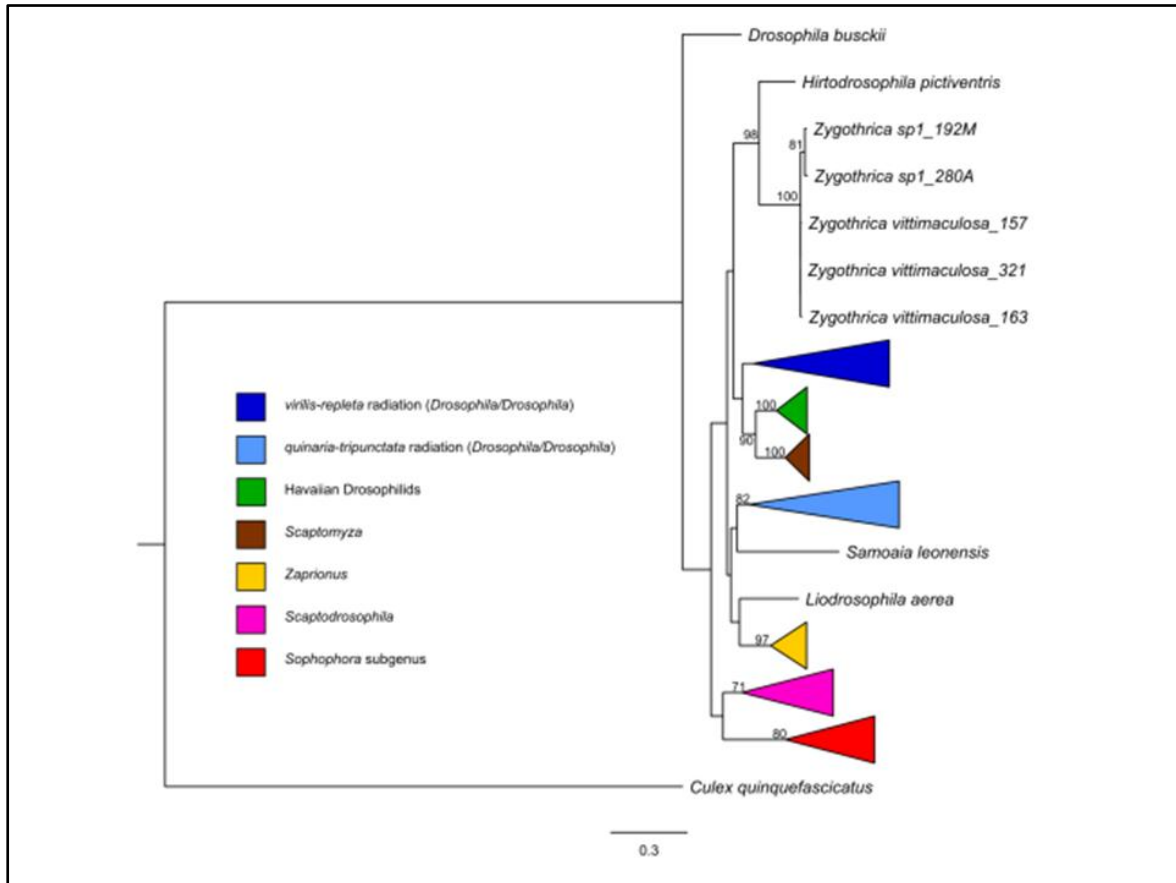 Drosophila busckii
Hirtodrosophila pictiventris
98
Zygothrica sp1_192M
81
Zygothrica sp1_280A
100
Zygothrica vittimaculosa_157
Zygothrica vittimaculosa_321
Zygothrica vittimaculosa_163
virilis-repleta radiation (Drosophila/Drosophila)
quinaria-tripunctata radiation (Drosophila/Drosophila)
Havaiian Drosophilids
Scaptomyza
Zaprionus
Scaptodrosophila
Sophophora subgenus
100
90
100
82
Samoaia leonensis
Liodrosophila aerea
97
71
80
Culex quinquefascicatus
0.3